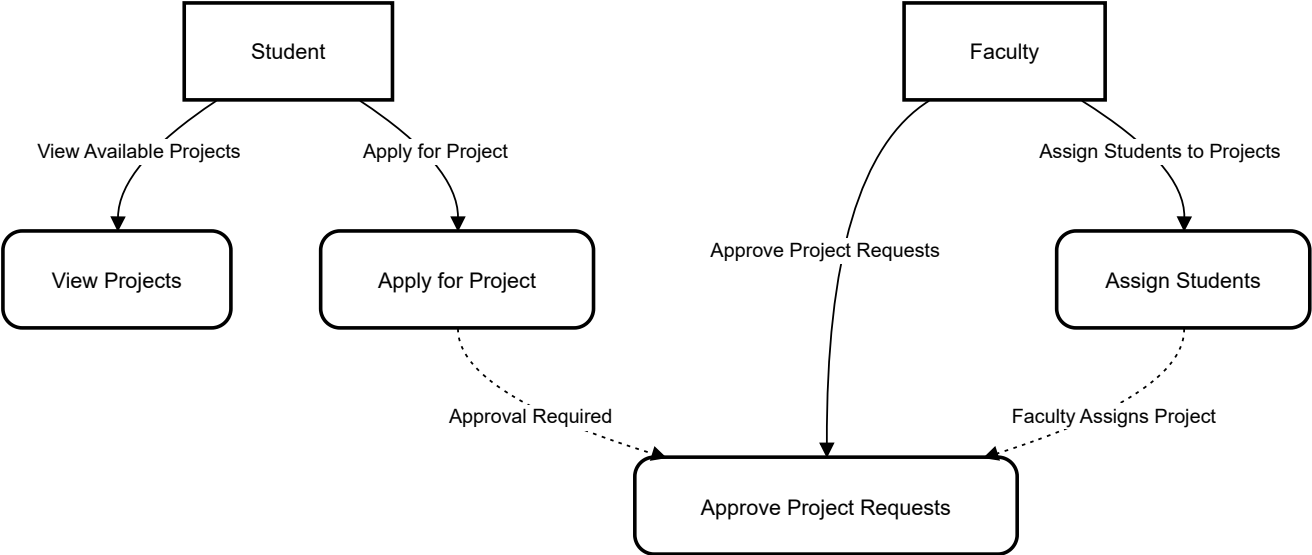 Student
Faculty
View Available Projects
Apply for Project
Assign Students to Projects
Approve Project Requests
View Projects
Apply for Project
Assign Students
Approval Required
Faculty Assigns Project
Approve Project Requests